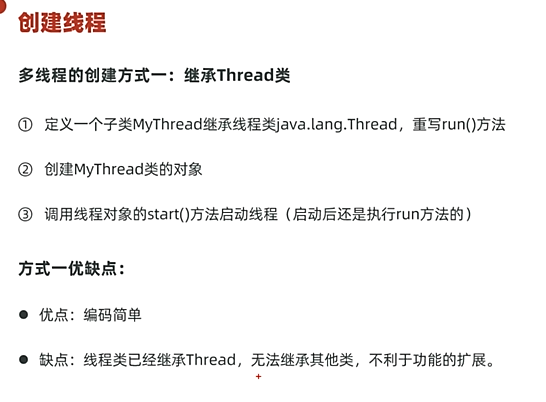 创建线程
多线程的创建方式一：继承Thread类
① 定义一个子类MyThread继承线程类java.lang.Thread，重写run()方法
② 创建MyThread类的对象
③ 调用线程对象的start()方法启动线程（启动后还是执行run方法的）
方式一优缺点：
● 优点：编码简单
● 缺点：线程类已经继承Thread，无法继承其他类，不利于功能的扩展。